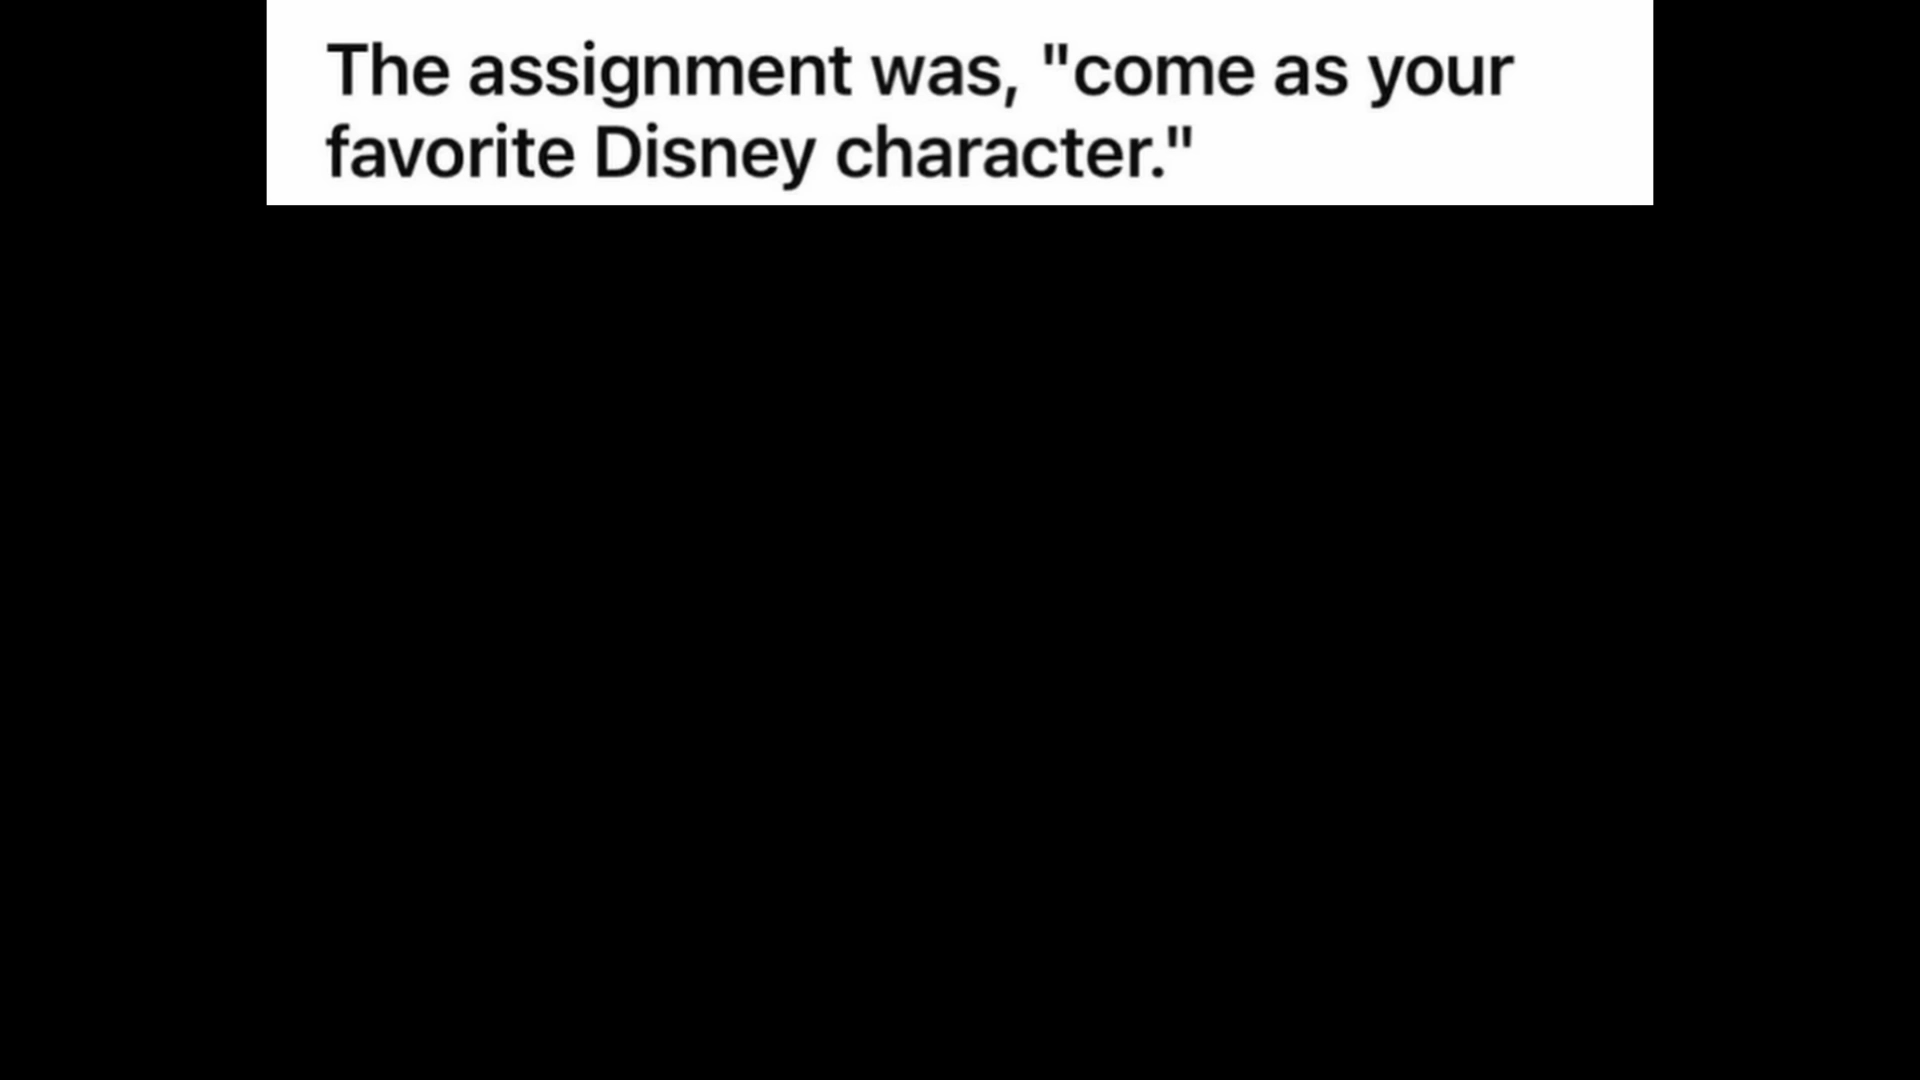 The assignment was, "come as your
favorite Disney character."